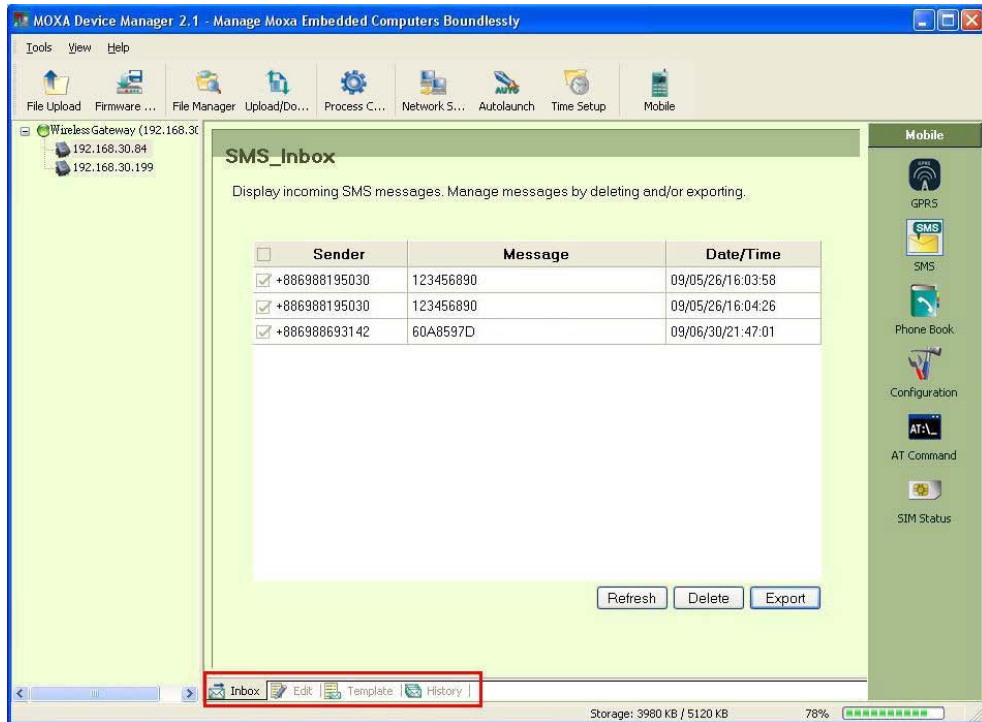 MOXA Device Manager 2.1 - Manage Moxa Embedded Computers Boundlessly
Tools View Help
File Upload Firmware ... File Manager Upload/Do... Process C... Network S... Autolaunch Time Setup Mobile
Wireless Gateway (192.168.30
192.168.30.84
192.168.30.199
SMS_Inbox
Display incoming SMS messages. Manage messages by deleting and/or exporting.
Sender Message Date/Time
+886988195030 123456890 09/05/26/16:03:58
+886988195030 123456890 09/05/26/16:04:26
+886988693142 60A8597D 09/06/30/21:47:01
Refresh Delete Export
Inbox Edit Template History
Mobile
GPRS
GPRS
SMS
SMS
Phone Book
Configuration
AT:\_
AT Command
SIM Status
Storage: 3980 KB / 5120 KB 78%